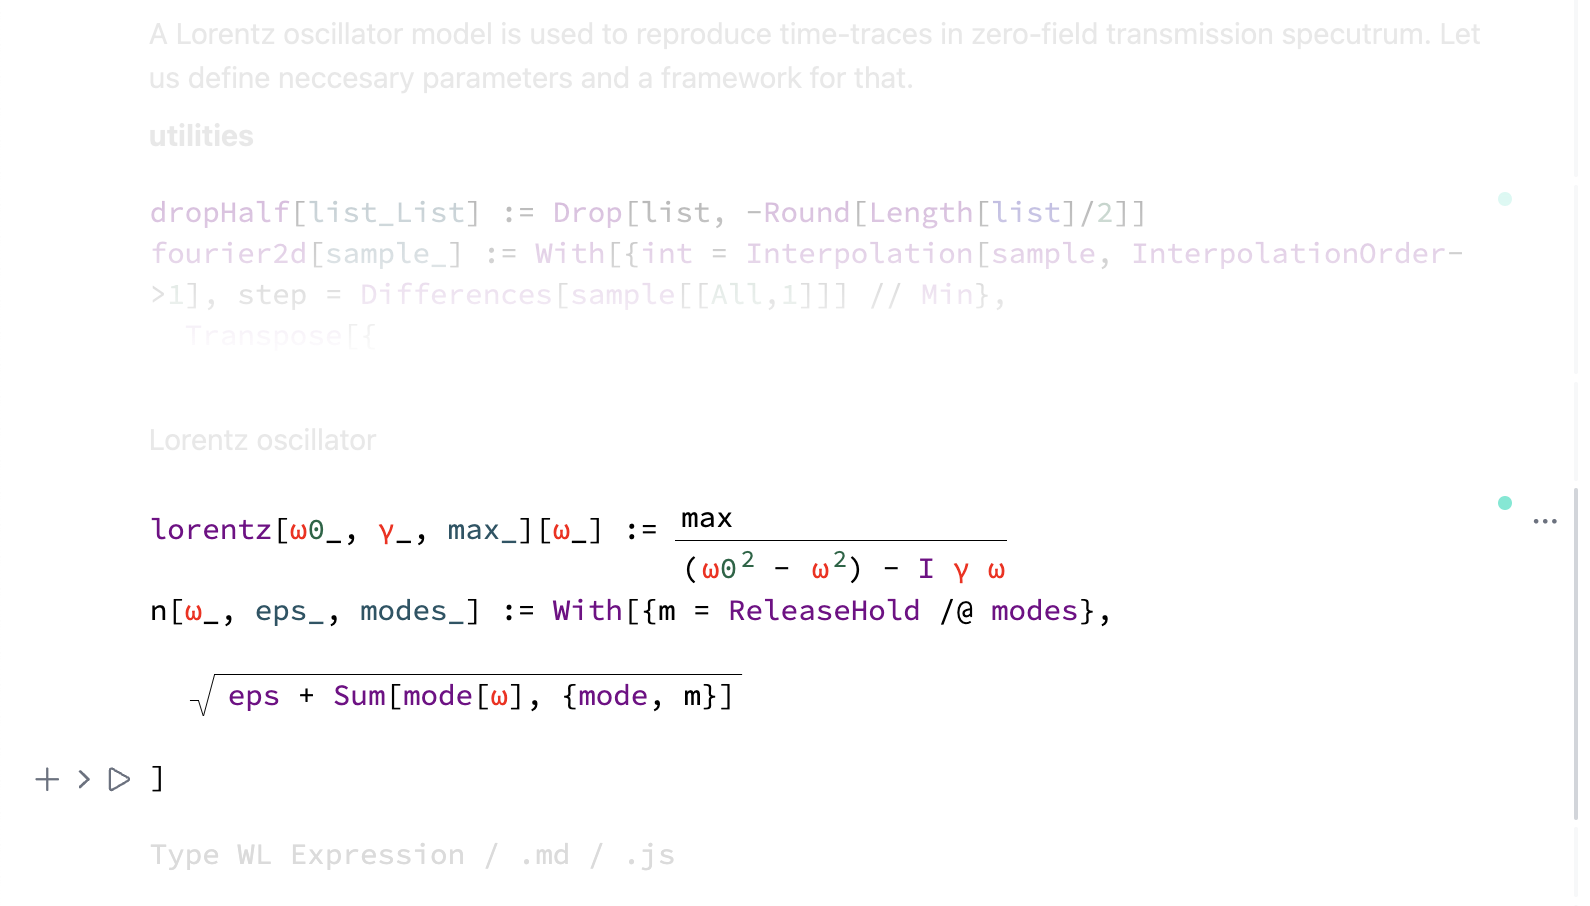 A Lorentz oscillator model is used to reproduce time-traces in zero-field transmission specutrum. Let
us define neccesary parameters and a framework for that.
utilities
dropHalf[list_List] := Drop[list, -Round[Length[list]/2]]
fourier2d[sample_] := With[{int = Interpolation[sample, InterpolationOrder-
>1], step = Differences[sample[[All,1]]] // Min},
Transpose[{
Lorentz oscillator
lorentz[ω0_, γ_, max_][ω_] := max
(ω0² - ω²) - I γ ω
n[ω_, eps_, modes_] := With[{m = ReleaseHold /@ modes},
√ eps + Sum[mode[ω], {mode, m}]
]
Type WL Expression / .md / .js